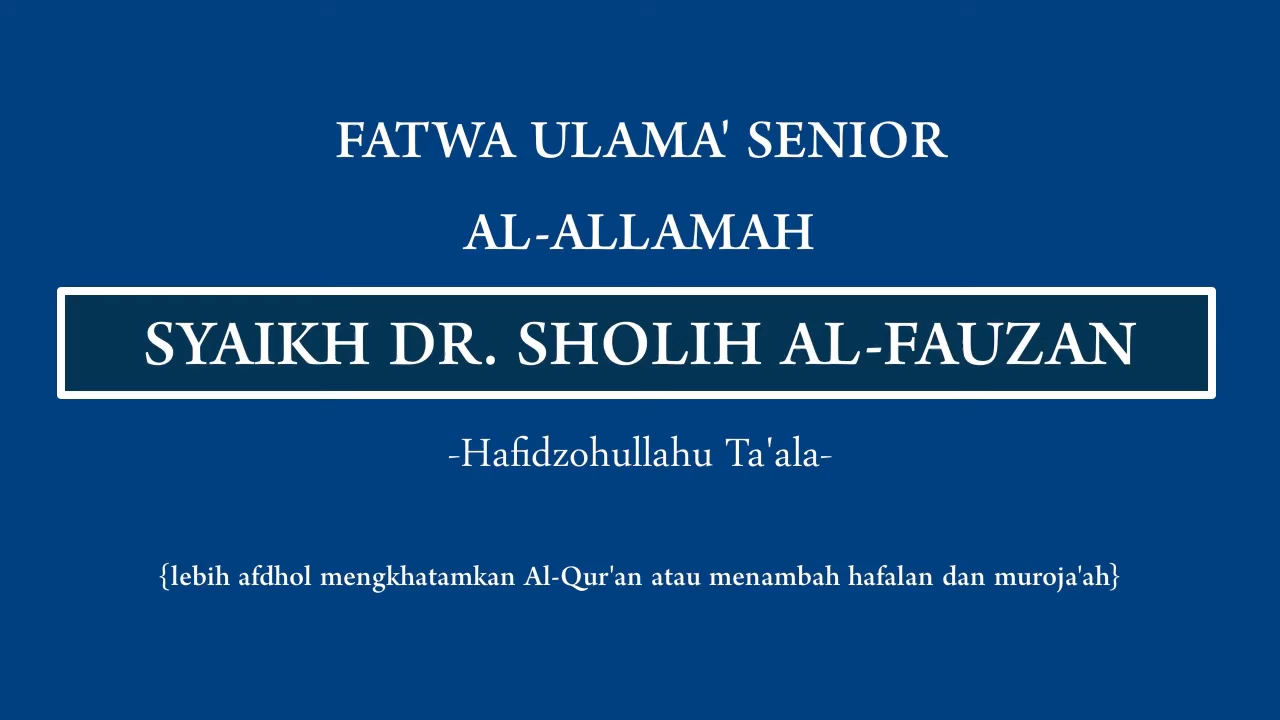 FATWA ULAMA' SENIOR
AL-ALLAMAH
SYAIKH DR. SHOLIH AL-FAUZAN
-Hafidzohullahu Ta'ala-
{lebih afdhol mengkhatamkan Al-Qur'an atau menambah hafalan dan muroja'ah}